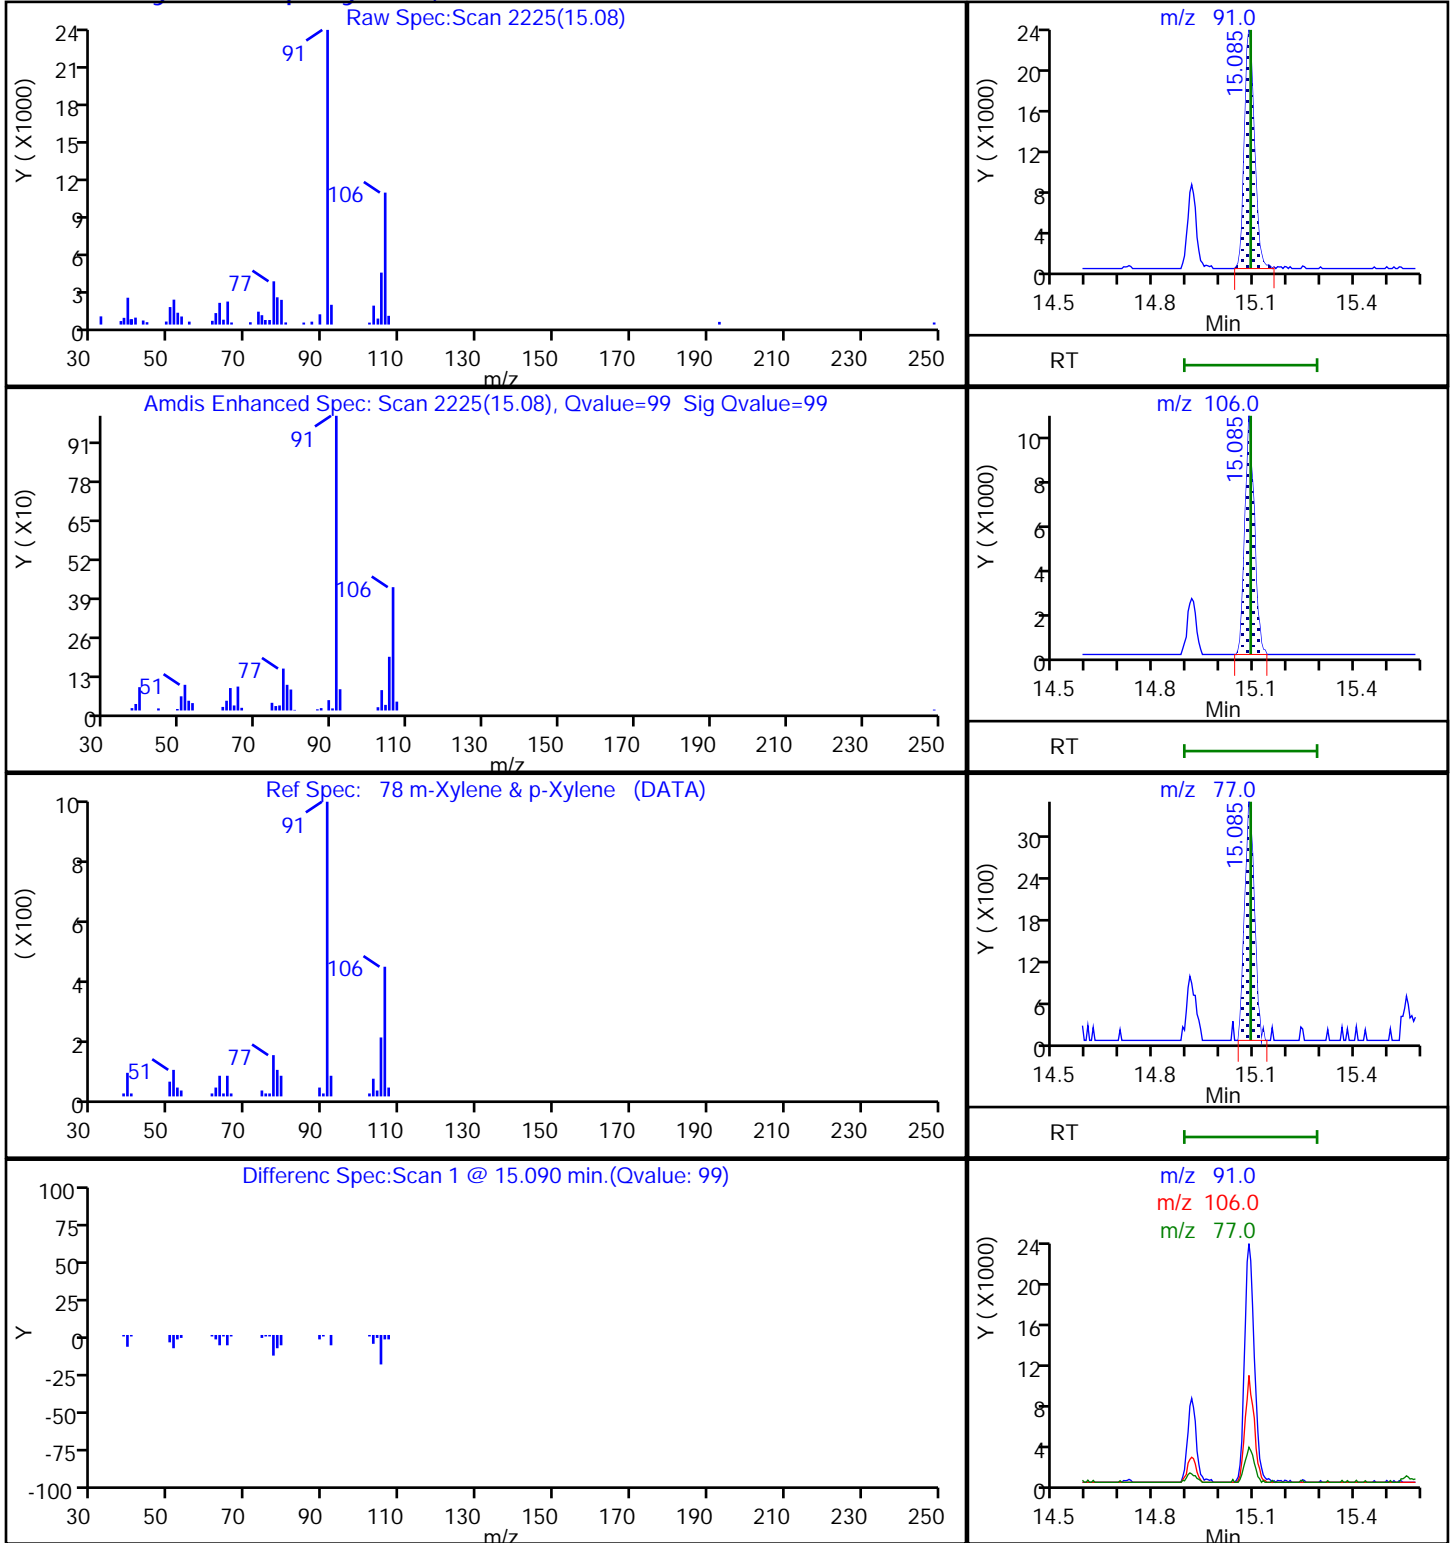 Raw Spec:Scan 2225(15.08)
Y ( X1000)
24
21
18
15
12
9
6
3
0
91
106
77
30 50 70 90 110 130 150 170 190 210 230 250
m/z
m/z 91.0
Y ( X1000)
24
20
16
12
8
4
0
15.085
14.5 14.8 15.1 15.4
Min
RT
Amdis Enhanced Spec: Scan 2225(15.08), Qvalue=99 Sig Qvalue=99
Y ( X10)
91
78
65
52
39
26
13
0
91
106
77
51
30 50 70 90 110 130 150 170 190 210 230 250
m/z
m/z 106.0
Y ( X1000)
10
8
6
4
2
0
15.085
14.5 14.8 15.1 15.4
Min
RT
Ref Spec: 78 m-Xylene & p-Xylene (DATA)
( X100)
10
8
6
4
2
0
91
106
77
51
30 50 70 90 110 130 150 170 190 210 230 250
m/z 77.0
Y ( X100)
30
24
18
12
6
0
15.085
14.5 14.8 15.1 15.4
Min
RT
Differenc Spec:Scan 1 @ 15.090 min.(Qvalue: 99)
Y
100
75
50
25
0
-25
-50
-75
-100
30 50 70 90 110 130 150 170 190 210 230 250
m/z
m/z 91.0
m/z 106.0
m/z 77.0
Y ( X1000)
24
20
16
12
8
4
0
14.5 14.8 15.1 15.4
Min